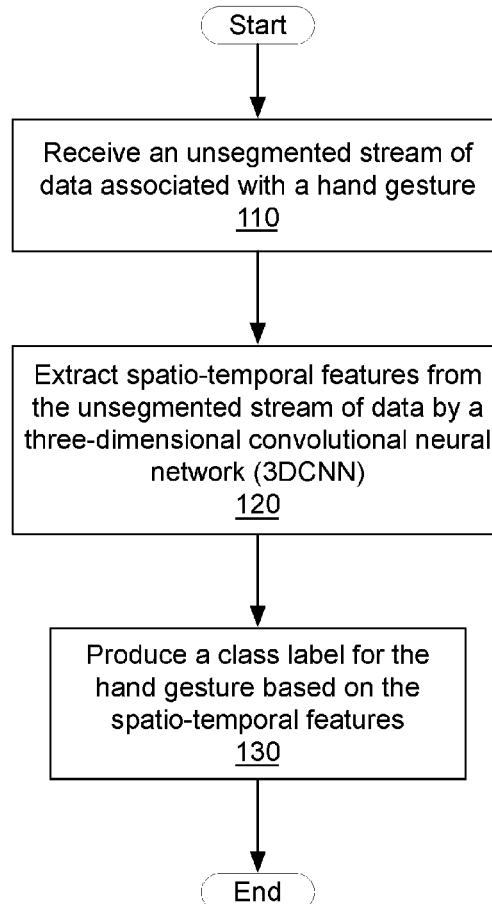 Start
Receive an unsegmented stream of
data associated with a hand gesture
110
Extract spatio-temporal features from
the unsegmented stream of data by a
three-dimensional convolutional neural
network (3DCNN)
120
Produce a class label for the
hand gesture based on the
spatio-temporal features
130
End